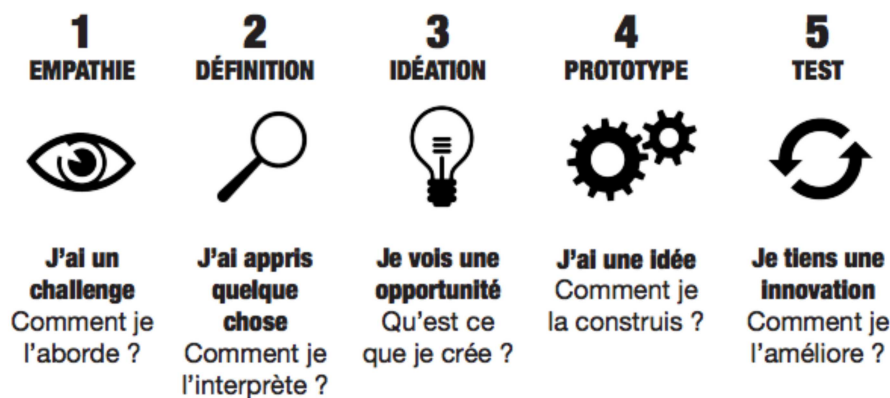 1
EMPATHIE
J'ai un
challenge
Comment je
l'aborde ?
2
DÉFINITION
J'ai appris
quelque
chose
Comment je
l'interprète ?
3
IDÉATION
Je vois une
opportunité
Qu'est ce
que je crée ?
4
PROTOTYPE
J'ai une idée
Comment je
la construis ?
5
TEST
Je tiens une
innovation
Comment je
l'améliore ?